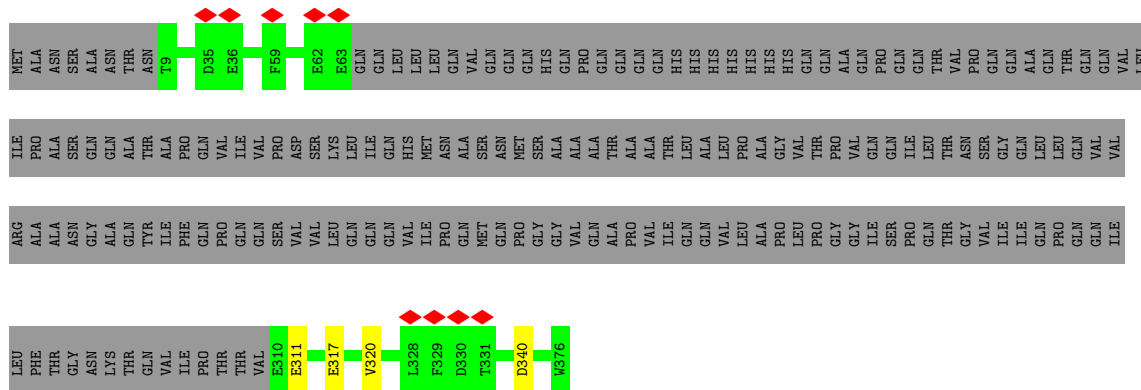 MET ALA ASN SER ALA ASN THR ASN T9 D35 E36 F59 E62 E63 GLN GLN LEU LEU LEU GLN VAL GLN GLN GLN HIS GLN PRO GLN GLN GLN GLN HIS HIS HIS HIS HIS HIS HIS GLN GLN ALA GLN PRO GLN GLN THR VAL PRO GLN GLN ALA GLN THR GLN GLN VAL LEU
ILE PRO ALA SER GLN GLN ALA THR ALA PRO GLN VAL ILE VAL PRO ASP SER LYS LEU ILE GLN HIS MET ASN ALA SER ASN MET SER ALA ALA ALA THR ALA ALA THR LEU ALA LEU PRO ALA GLY VAL THR PRO VAL GLN GLN ILE LEU THR ASN SER GLY GLN LEU LEU GLN VAL VAL
ARG ALA ALA ASN GLY ALA GLN TYR ILE PHE GLN PRO GLN GLN SER VAL VAL LEU GLN GLN GLN VAL ILE PRO GLN MET GLN PRO GLY GLY VAL GLN ALA PRO VAL ILE GLN GLN VAL LEU ALA PRO LEU PRO GLY GLY ILE SER PRO GLN THR GLY VAL ILE ILE GLN PRO GLN GLN ILE
LEU PHE THR GLY ASN LYS THR GLN VAL ILE PRO THR THR VAL E310 E311 E317 V320 L328 F329 D330 T331 D340 W376